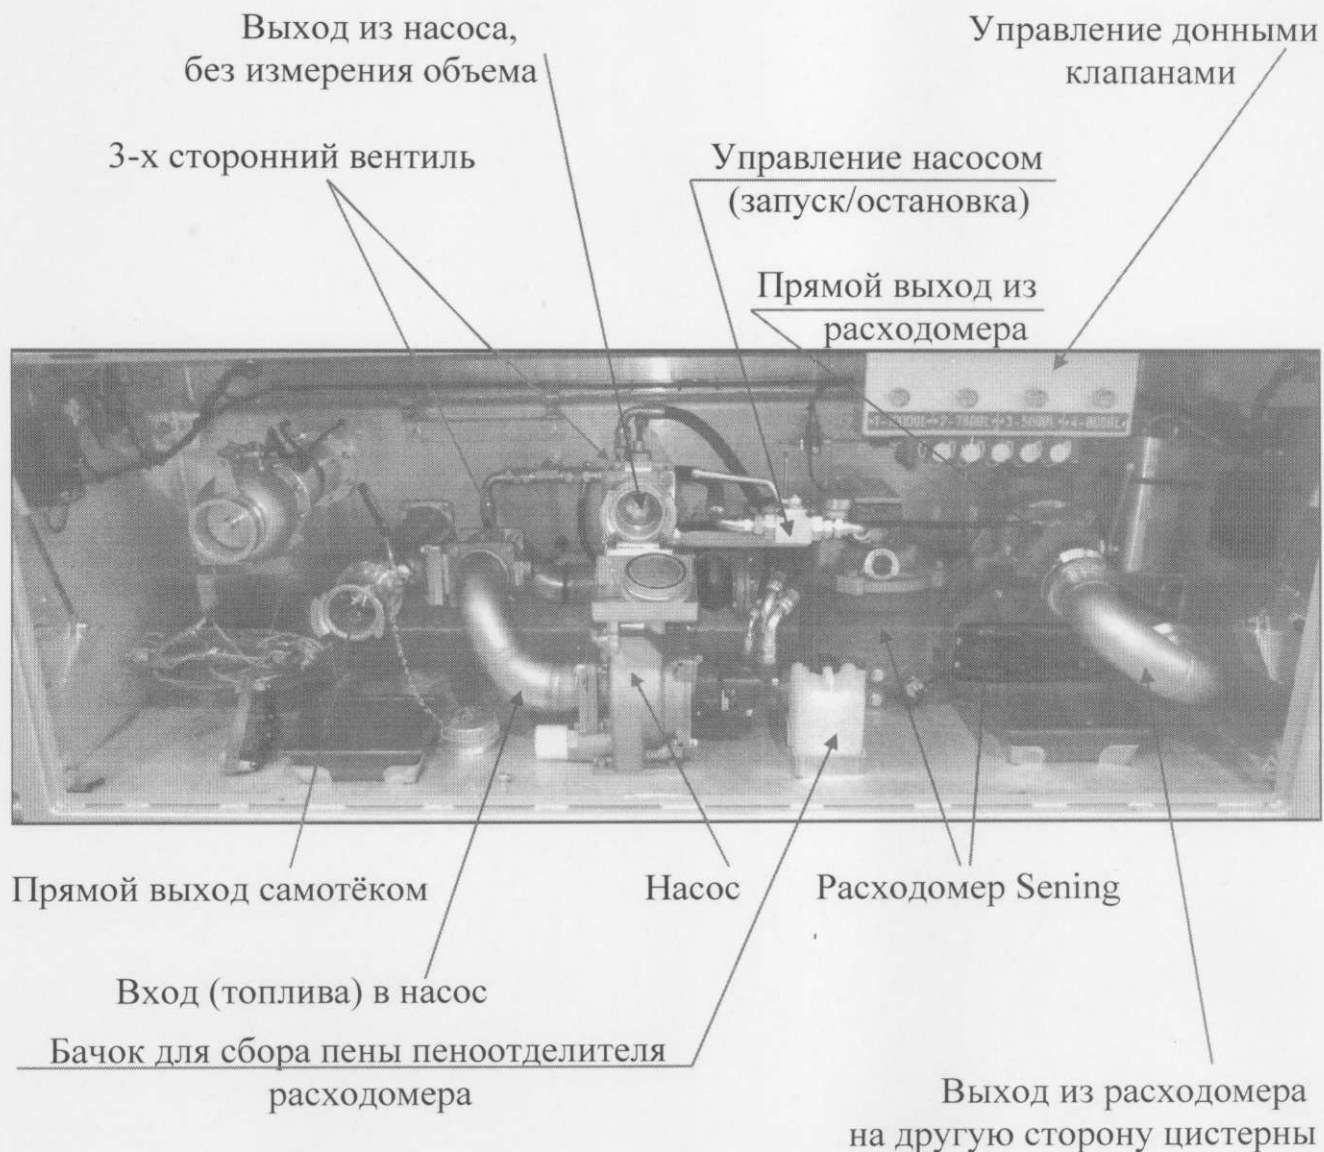 Выход из насоса,
без измерения объема
Управление донными
клапанами
3-х сторонний вентиль
Управление насосом
(запуск/остановка)
Прямой выход из
расходомера
Прямой выход самотёком
Насос
Расходомер Sening
Вход (топлива) в насос
Бачок для сбора пены пеноотделителя
расходомера
Выход из расходомера
на другую сторону цистерны